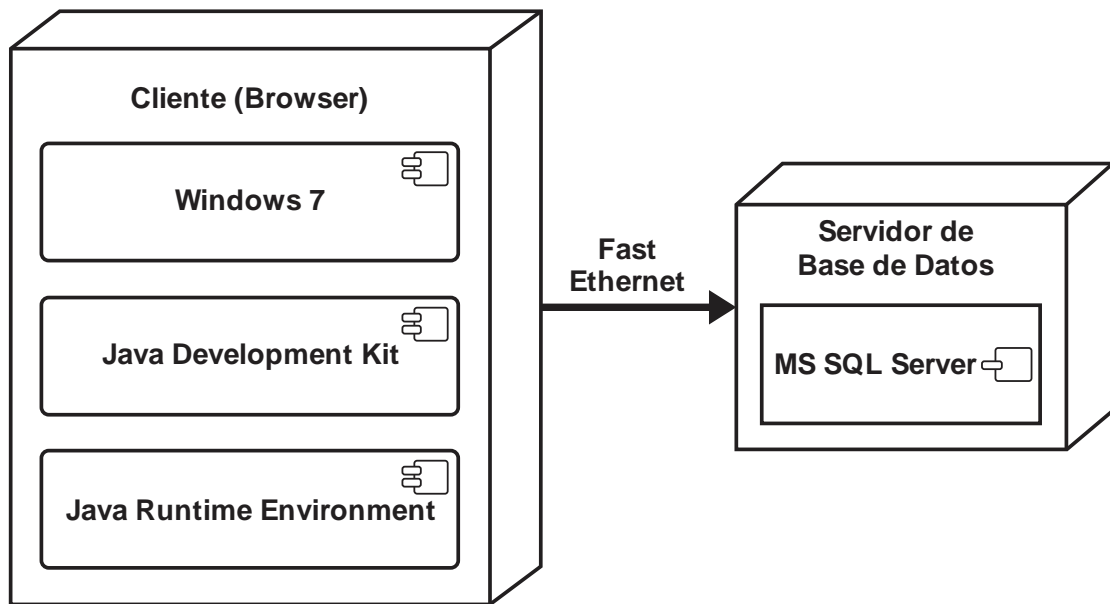 Cliente (Browser)
Windows 7
Java Development Kit
Java Runtime Environment
Fast
Ethernet
Servidor de
Base de Datos
MS SQL Server